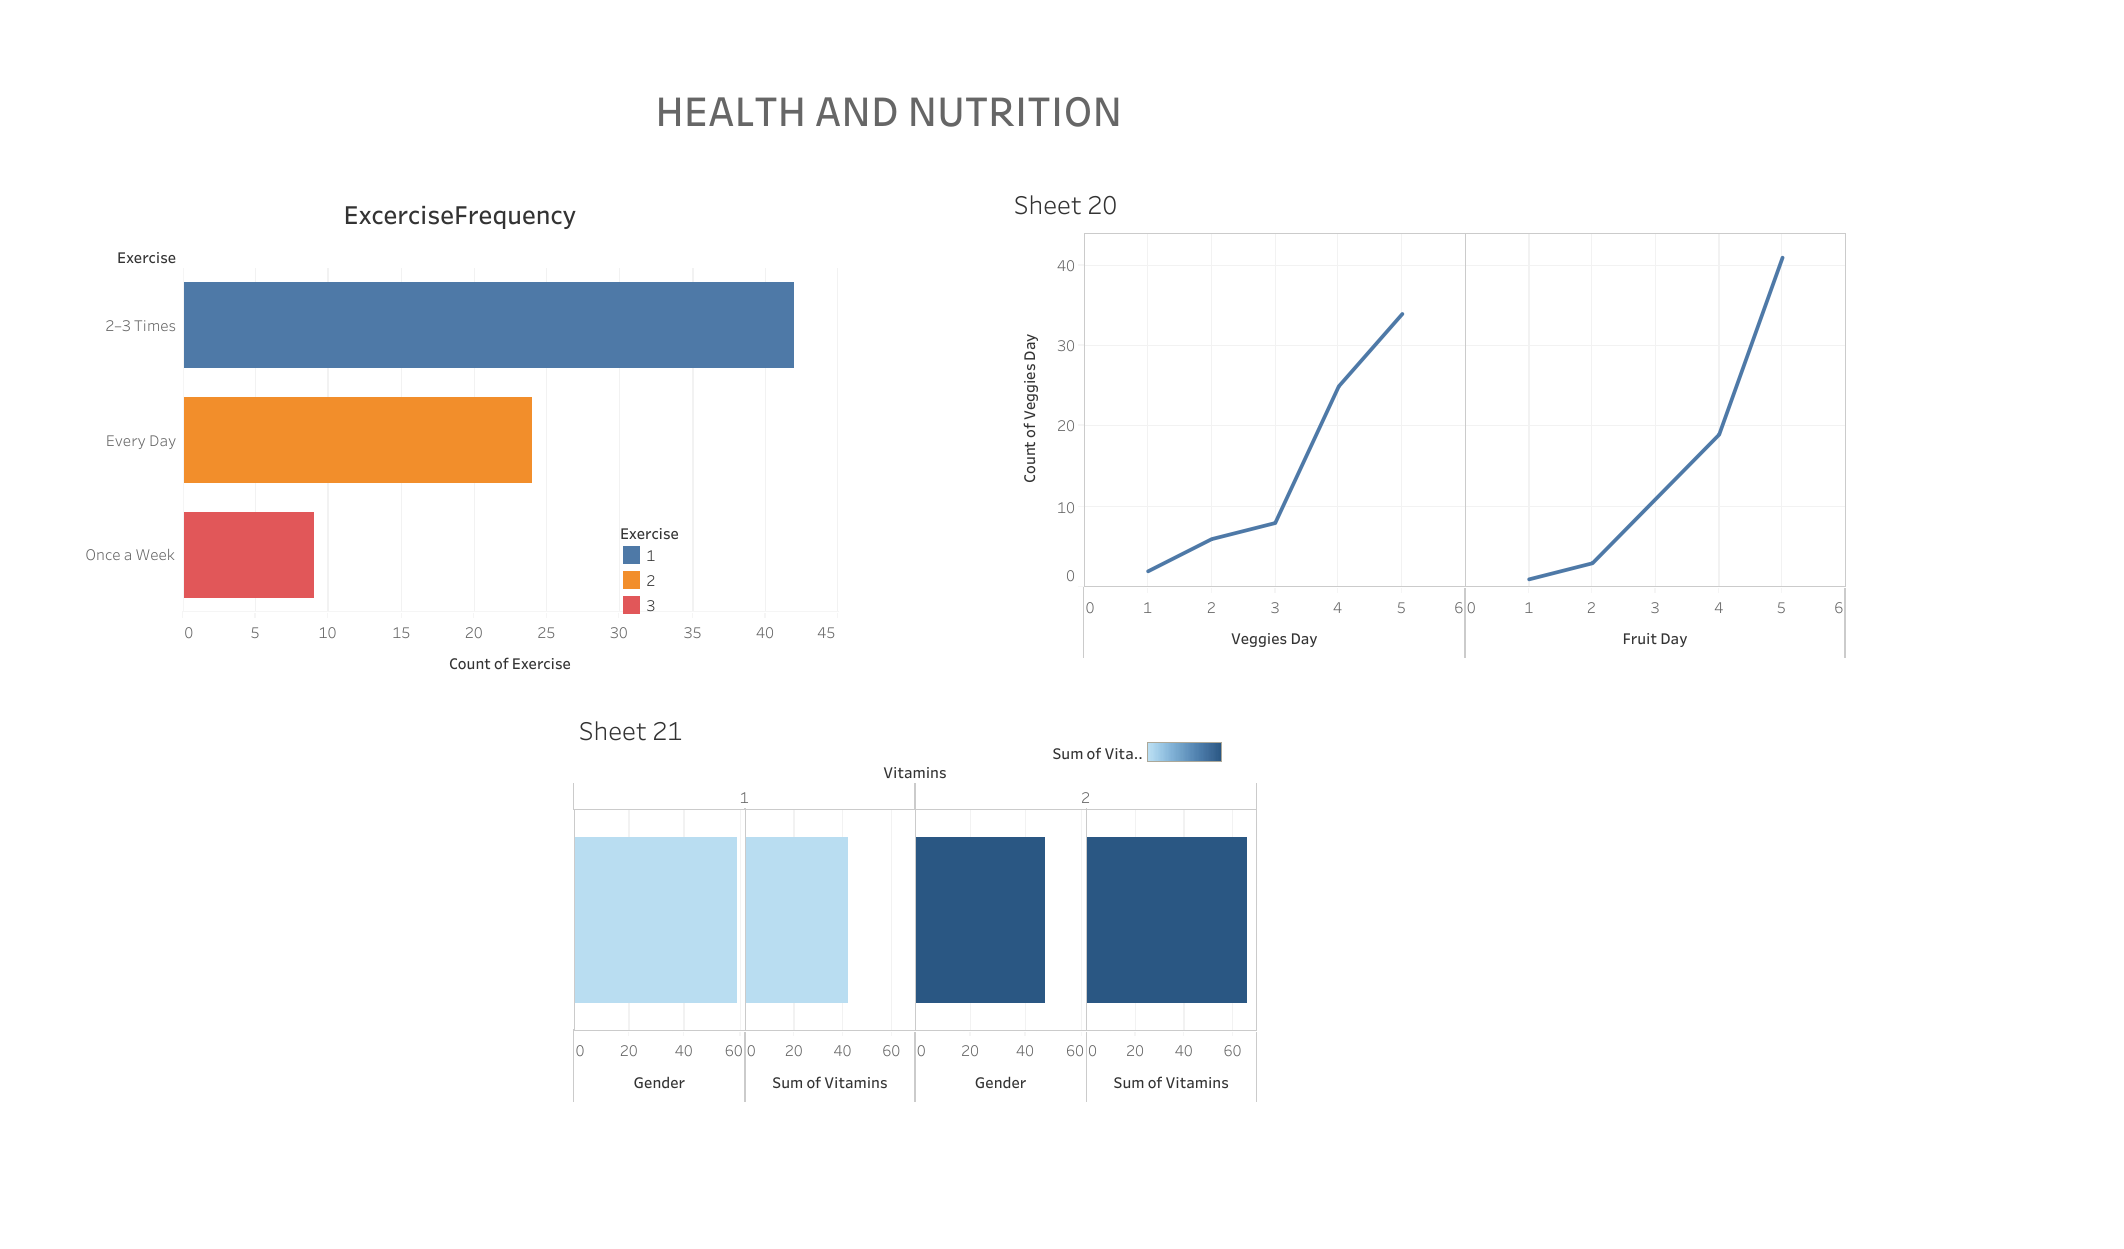 HEALTH AND NUTRITION
ExcerciseFrequency
Exercise
2–3 Times
Every Day
Once a Week
Exercise
1
2
3
0 5 10 15 20 25 30 35 40 45
Count of Exercise
Sheet 20
Count of Veggies Day
40
30
20
10
0
0 1 2 3 4 5 6 0 1 2 3 4 5 6
Veggies Day Fruit Day
Sheet 21
Sum of Vita..
Vitamins
1 2
0 20 40 60 0 20 40 60 0 20 40 60 0 20 40 60
Gender Sum of Vitamins Gender Sum of Vitamins